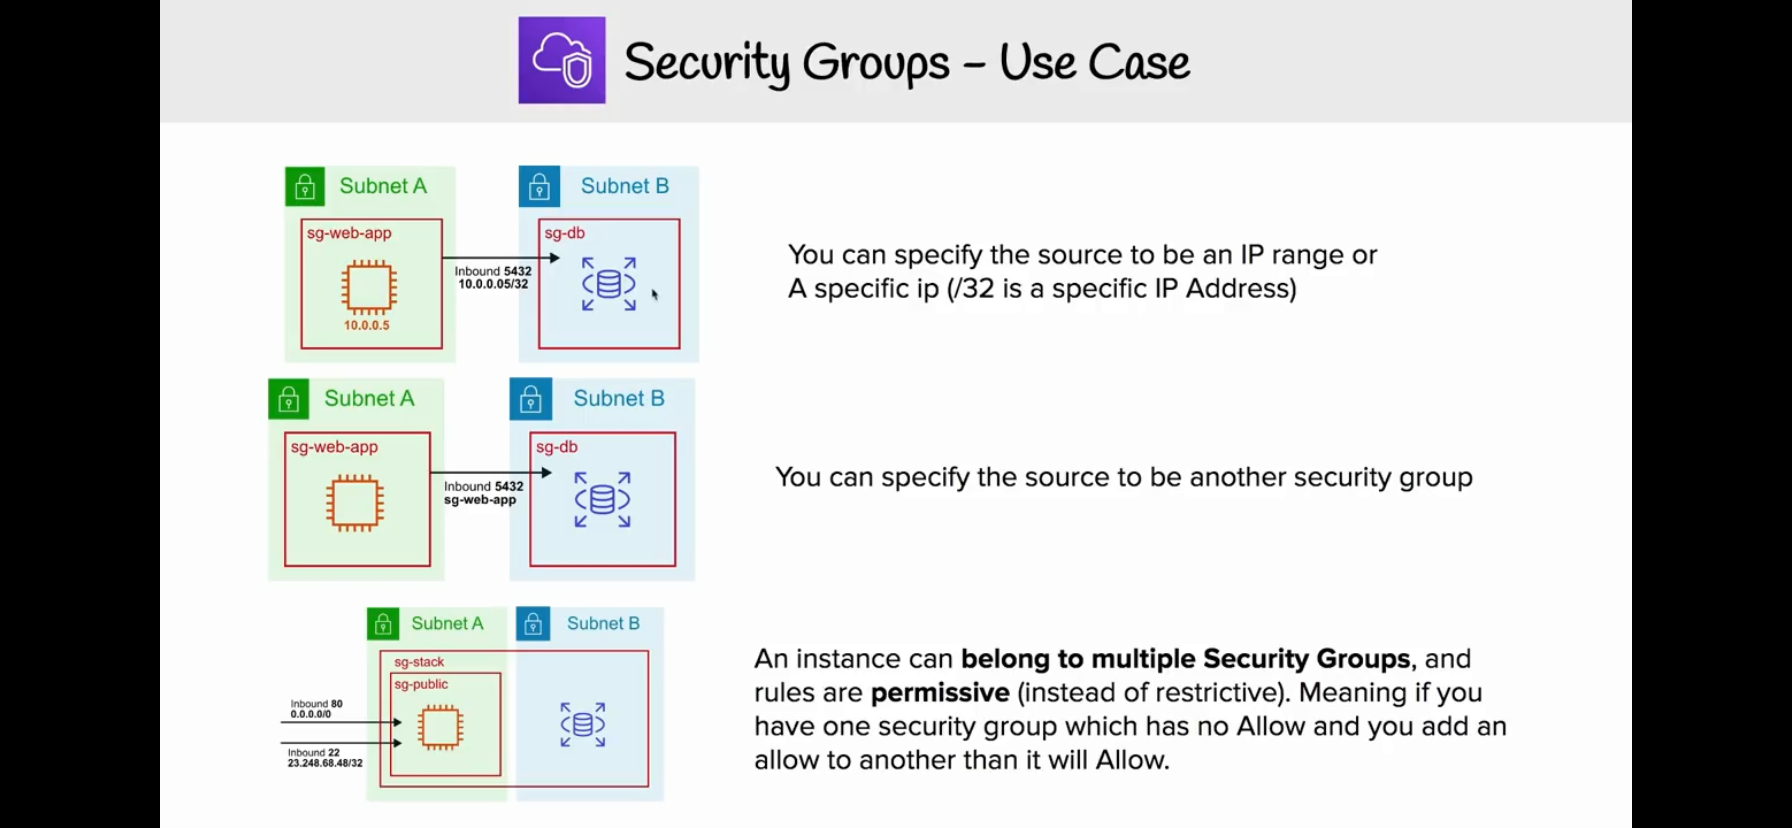 Security Groups – Use Case
Subnet A
Subnet B
sg-web-app
sg-db
Inbound 5432
10.0.0.05/32
10.0.0.5
You can specify the source to be an IP range or
A specific ip (/32 is a specific IP Address)
Subnet A
Subnet B
sg-web-app
sg-db
Inbound 5432
sg-web-app
You can specify the source to be another security group
Subnet A
Subnet B
sg-stack
sg-public
Inbound 80
0.0.0.0/0
Inbound 22
23.248.68.48/32
An instance can belong to multiple Security Groups, and
rules are permissive (instead of restrictive). Meaning if you
have one security group which has no Allow and you add an
allow to another than it will Allow.